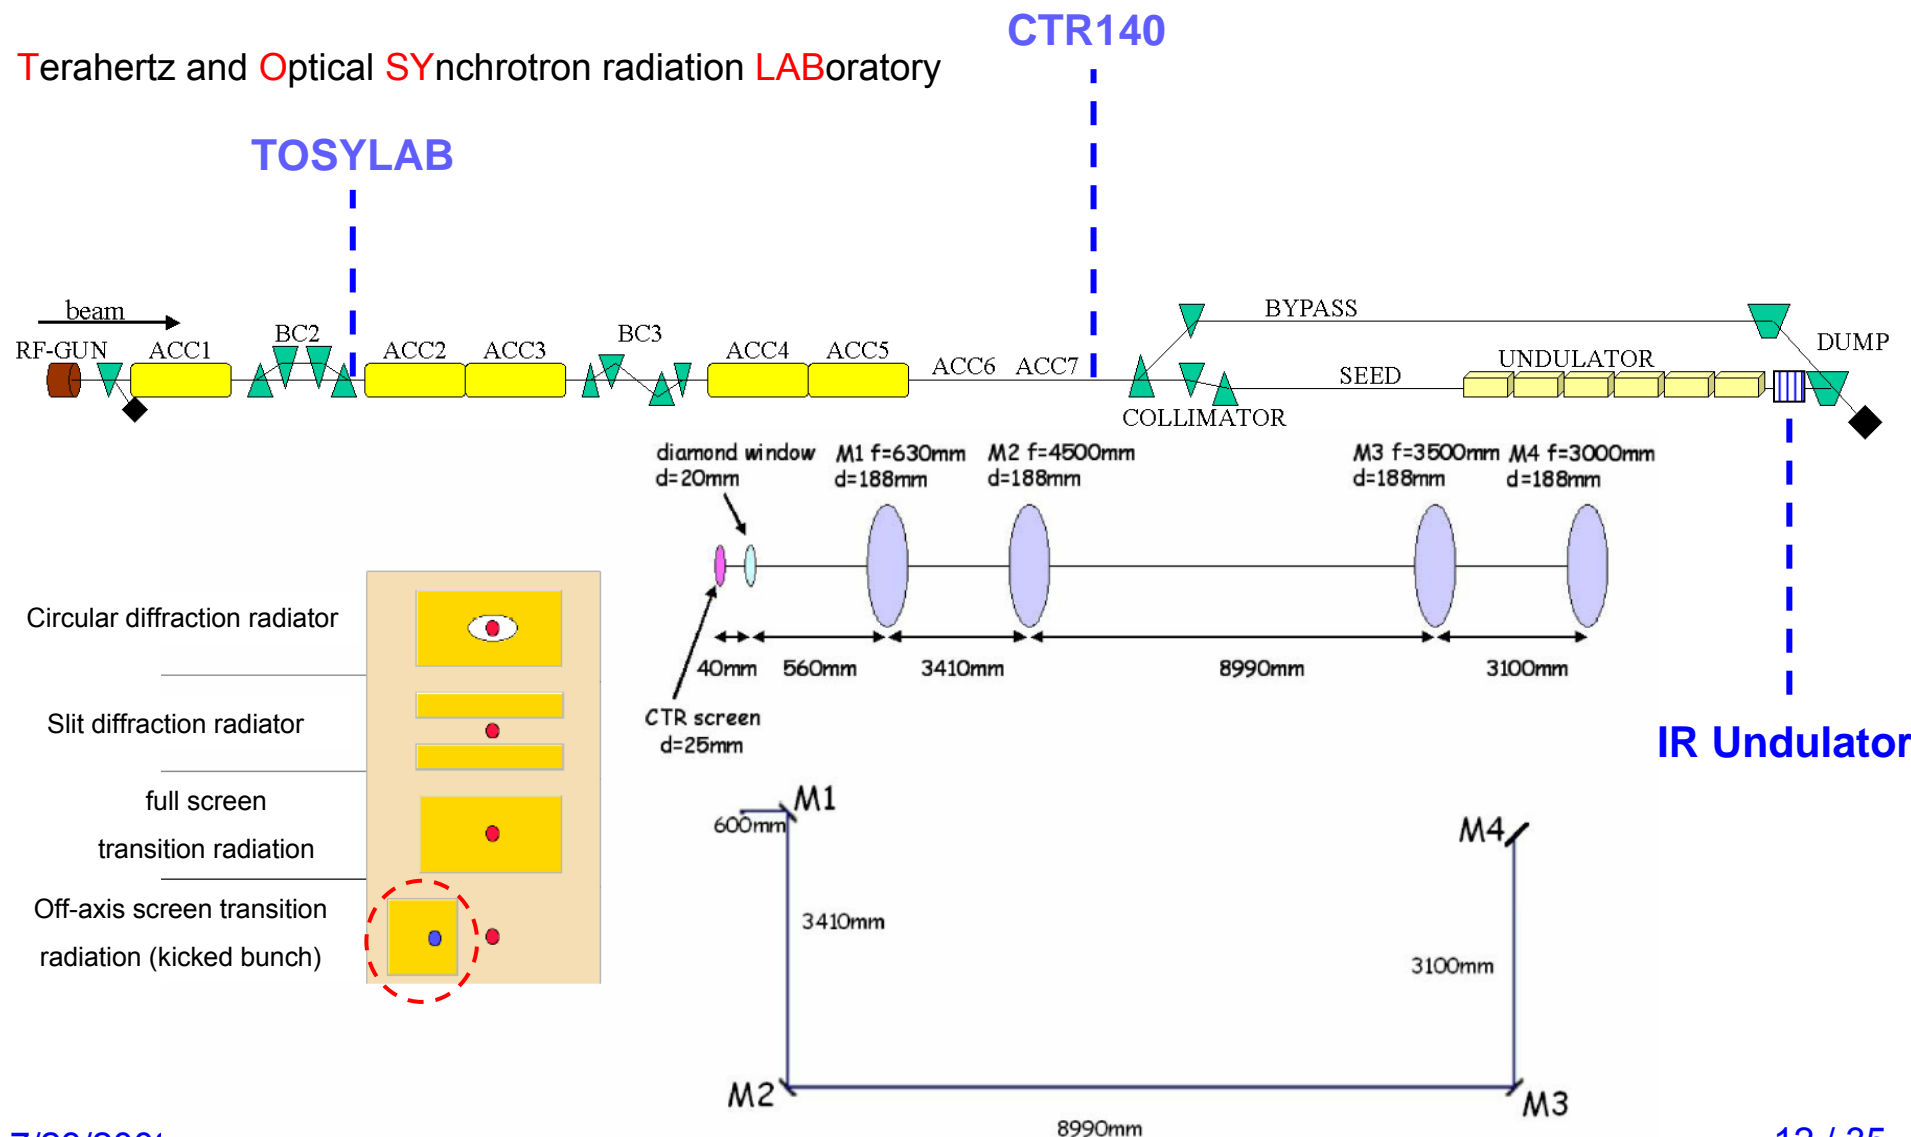 CTR140
Terahertz and Optical SYnchrotron radiation LABoratory
TOSYLAB
beam
BYPASS
RF-GUN
ACC1
BC2
ACC2
ACC3
BC3
ACC4
ACC5
ACC6
ACC7
SEED
UNDULATOR
DUMP
COLLIMATOR
diamond window
d=20mm
M1 f=630mm
d=188mm
M2 f=4500mm
d=188mm
M3 f=3500mm
d=188mm
M4 f=3000mm
d=188mm
40mm
560mm
3410mm
8990mm
3100mm
CTR screen
d=25mm
IR Undulator
Circular diffraction radiator
Slit diffraction radiator
full screen
transition radiation
Off-axis screen transition
radiation (kicked bunch)
M1
600mm
M4
3410mm
3100mm
M2
M3
8990mm